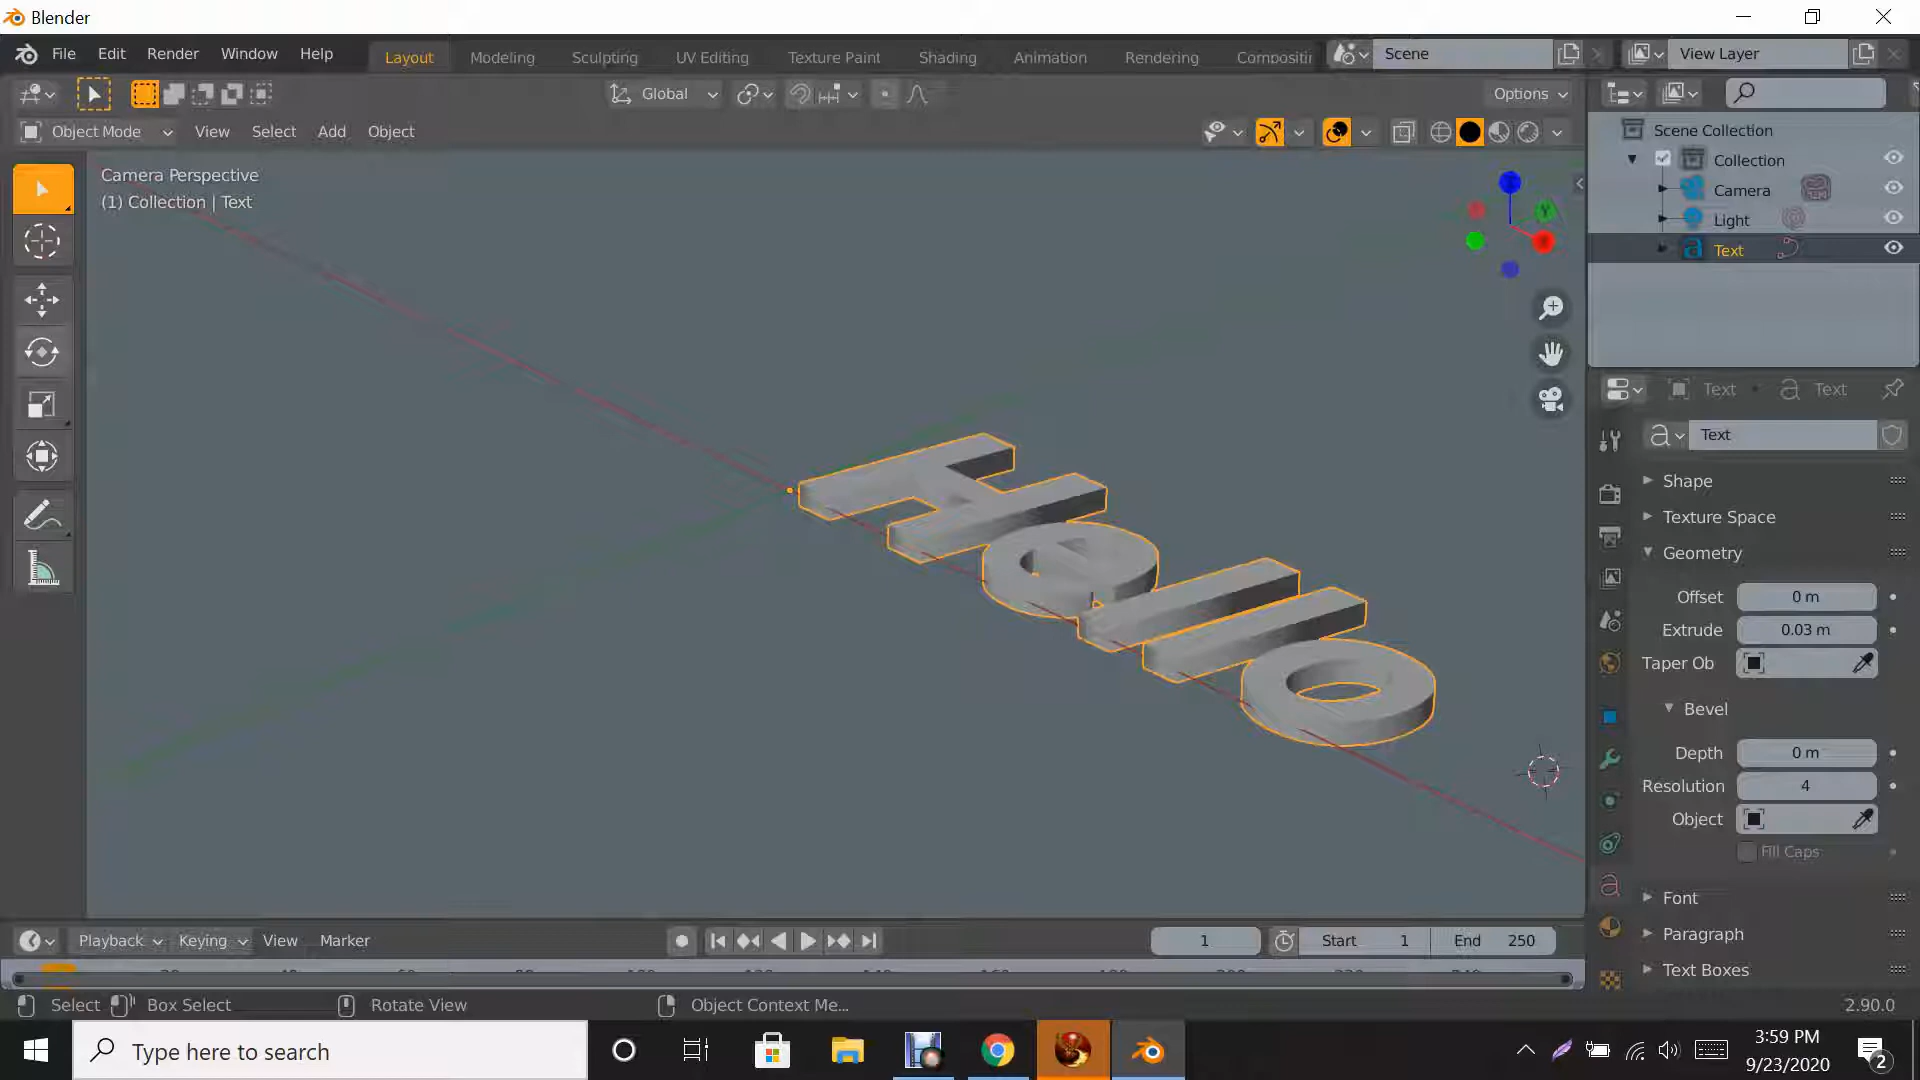 Blender
File Edit Render Window Help
Layout Modeling Sculpting UV Editing Texture Paint Shading Animation Rendering Compositi
Scene
View Layer
Global
Options
Object Mode View Select Add Object
Camera Perspective
(1) Collection | Text
Scene Collection
Collection
Camera
Light
Text
Text Text
Text
Shape
Texture Space
Geometry
Offset 0 m
Extrude 0.03 m
Taper Ob
Bevel
Depth 0 m
Resolution 4
Object
Fill Caps
Font
Paragraph
Text Boxes
Hello
Playback Keying View Marker
1
Start 1
End 250
Select Box Select Rotate View Object Context Me...
2.90.0
Type here to search
3:59 PM
9/23/2020
2